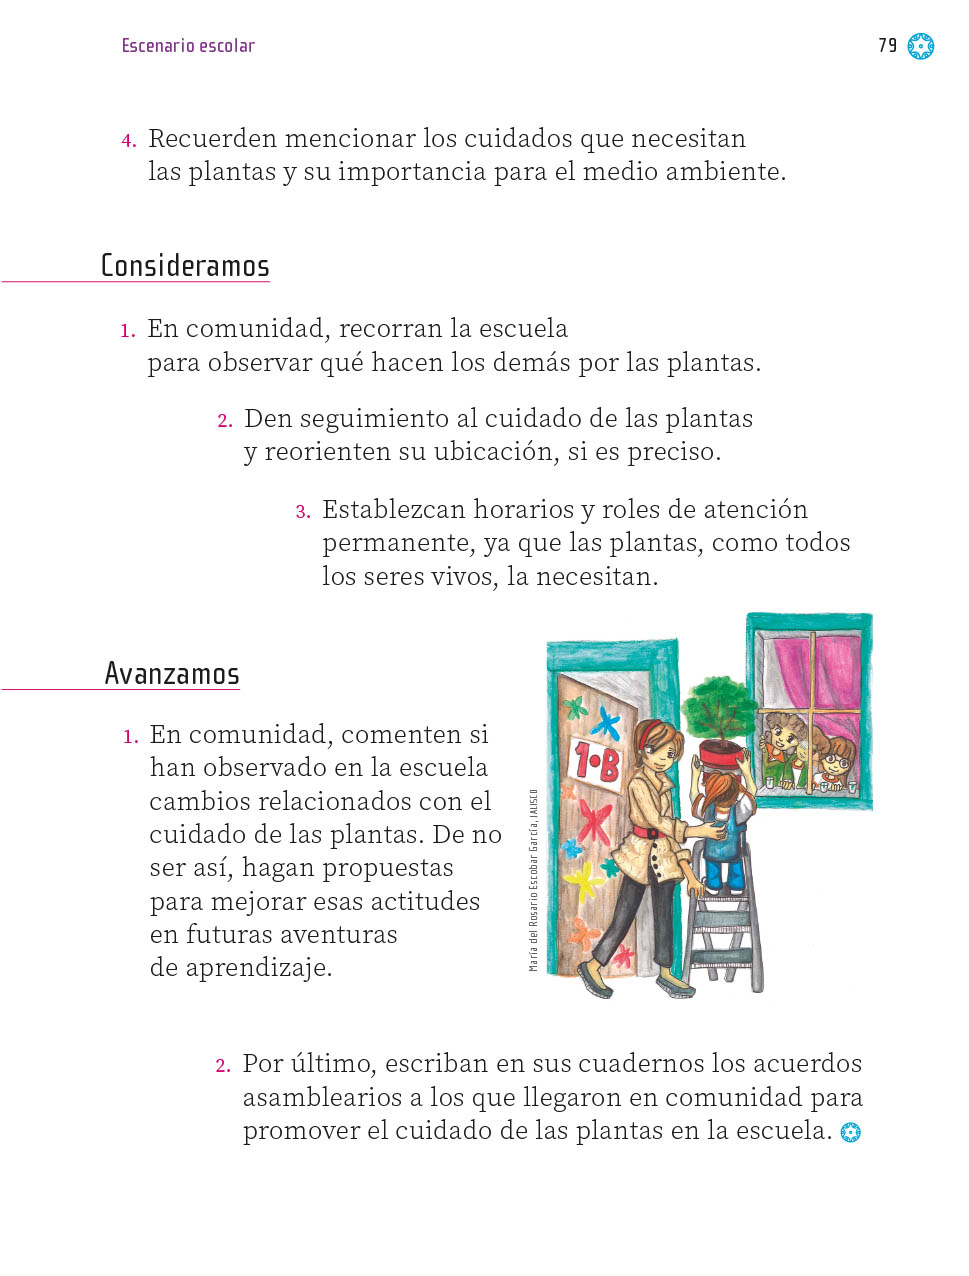 Escenario escolar
79
4. Recuerden mencionar los cuidados que necesitan
las plantas y su importancia para el medio ambiente.
Consideramos
1. En comunidad, recorran la escuela
para observar qué hacen los demás por las plantas.
2. Den seguimiento al cuidado de las plantas
y reorienten su ubicación, si es preciso.
3. Establezcan horarios y roles de atención
permanente, ya que las plantas, como todos
los seres vivos, la necesitan.
Avanzamos
1. En comunidad, comenten si
han observado en la escuela
cambios relacionados con el
cuidado de las plantas. De no
ser así, hagan propuestas
para mejorar esas actitudes
en futuras aventuras
de aprendizaje.
1•B
María del Rosario Escobar García, JALISCO
2. Por último, escriban en sus cuadernos los acuerdos
asamblearios a los que llegaron en comunidad para
promover el cuidado de las plantas en la escuela.